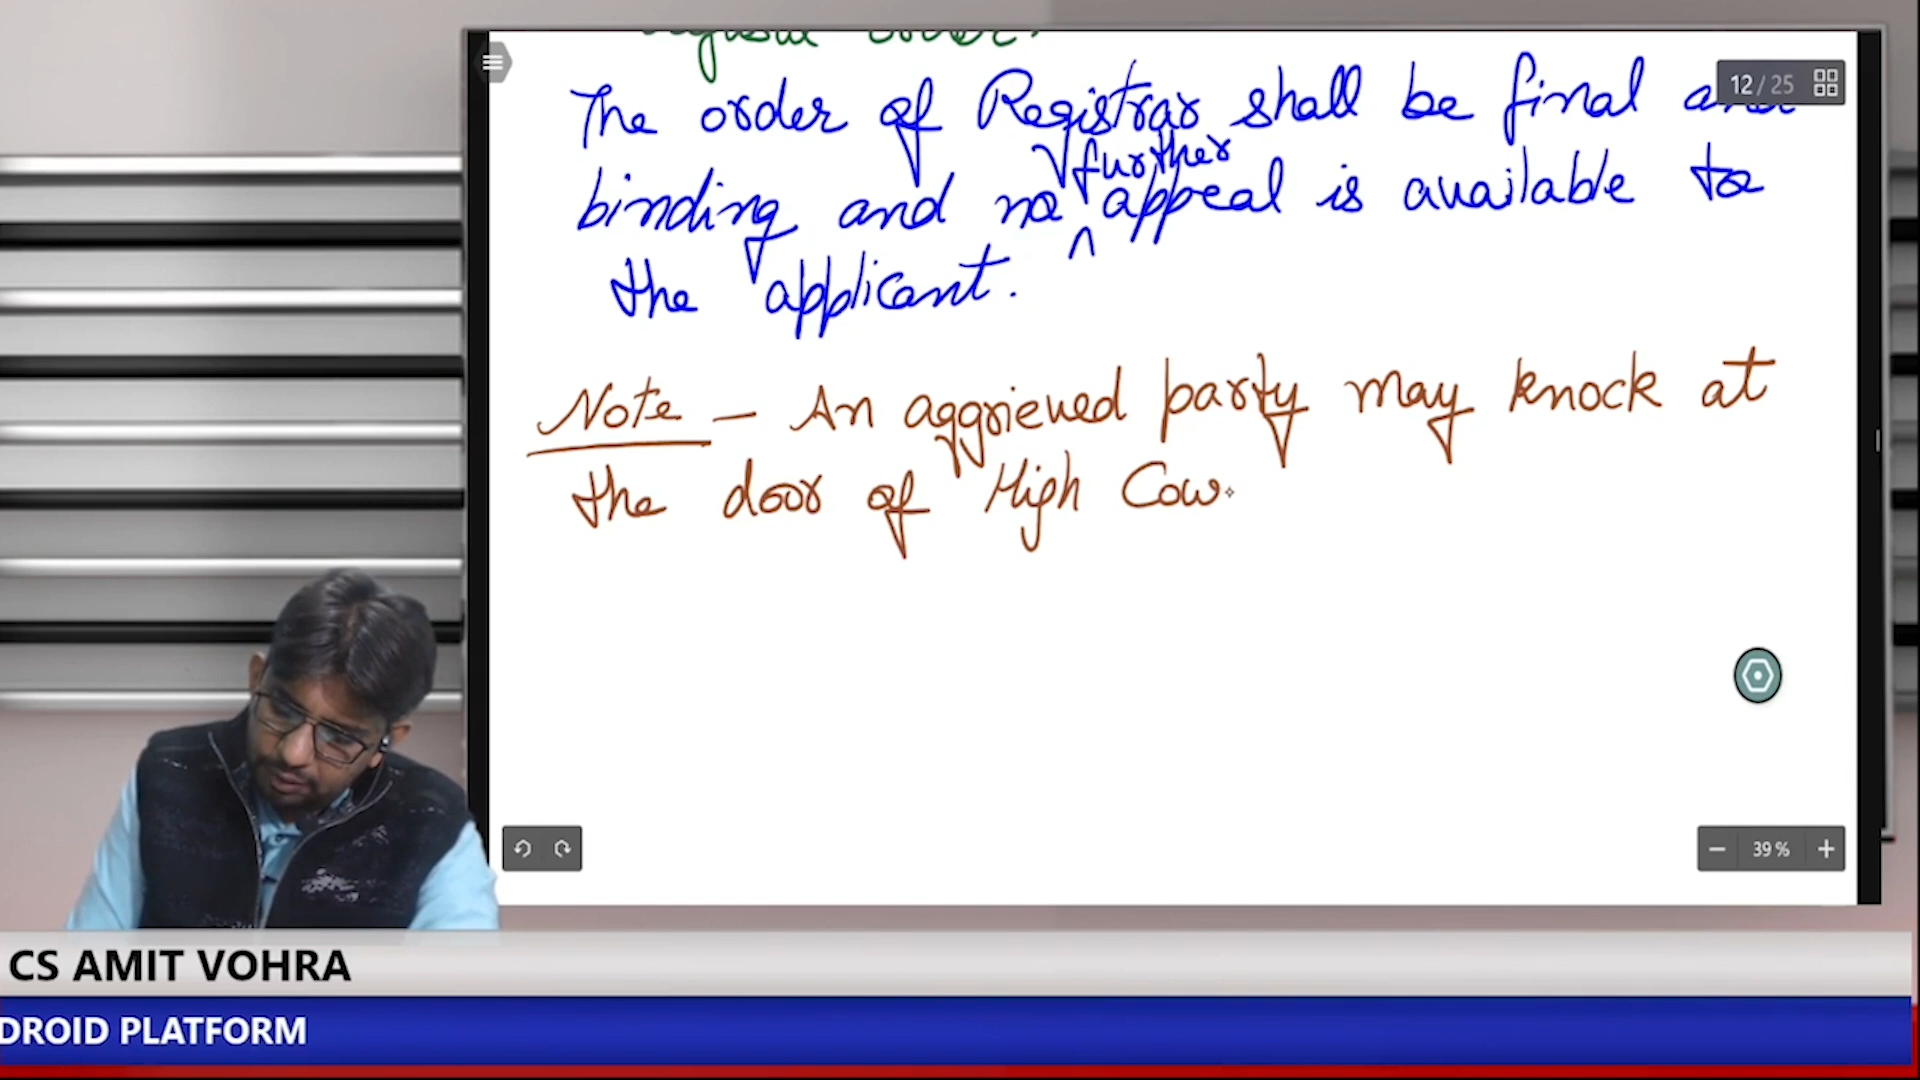 12 / 25
The order of Registrar shall be final and
binding and no further appeal is available to
the applicant.
Note - An aggrieved party may knock at
the door of High Cou
39 %
CS AMIT VOHRA
DROID PLATFORM